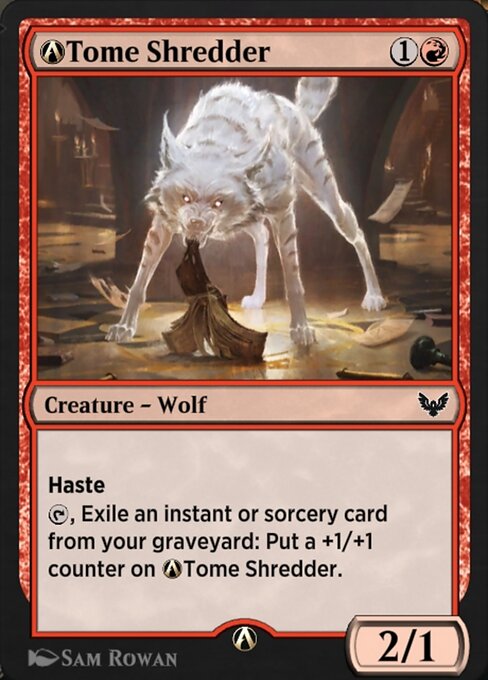 Tome Shredder 1
Creature – Wolf
Haste
, Exile an instant or sorcery card
from your graveyard: Put a +1/+1
counter on Tome Shredder.
2/1
Sam Rowan